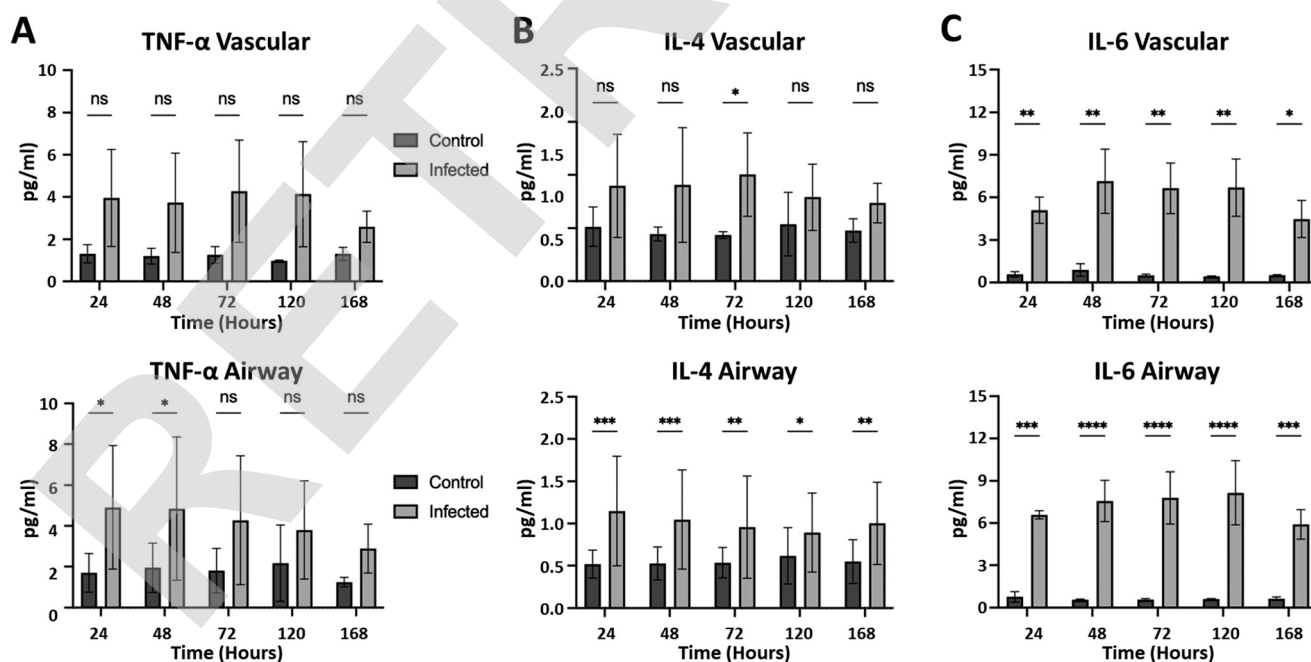 A
TNF-α Vascular
10
8
6
4
2
0
pg/ml)
ns ns ns ns ns
Control
Infected
24 48 72 120 168
Time (Hours)
B
IL-4 Vascular
2.5
2.0
1.5
1.0
0.5
0.0
pg/ml)
ns ns * ns ns
24 48 72 120 168
Time (Hours)
C
IL-6 Vascular
15
12
9
6
3
0
pg/ml)
** ** ** ** *
24 48 72 120 168
Time (Hours)
TNF-α Airway
10
8
6
4
2
0
pg/ml)
* * ns ns ns
Control
Infected
24 48 72 120 168
Time (Hours)
IL-4 Airway
2.5
2.0
1.5
1.0
0.5
0.0
pg/ml)
*** *** ** * **
24 48 72 120 168
Time (Hours)
IL-6 Airway
15
12
9
6
3
0
pg/ml)
*** **** **** **** ***
24 48 72 120 168
Time (Hours)
RETR